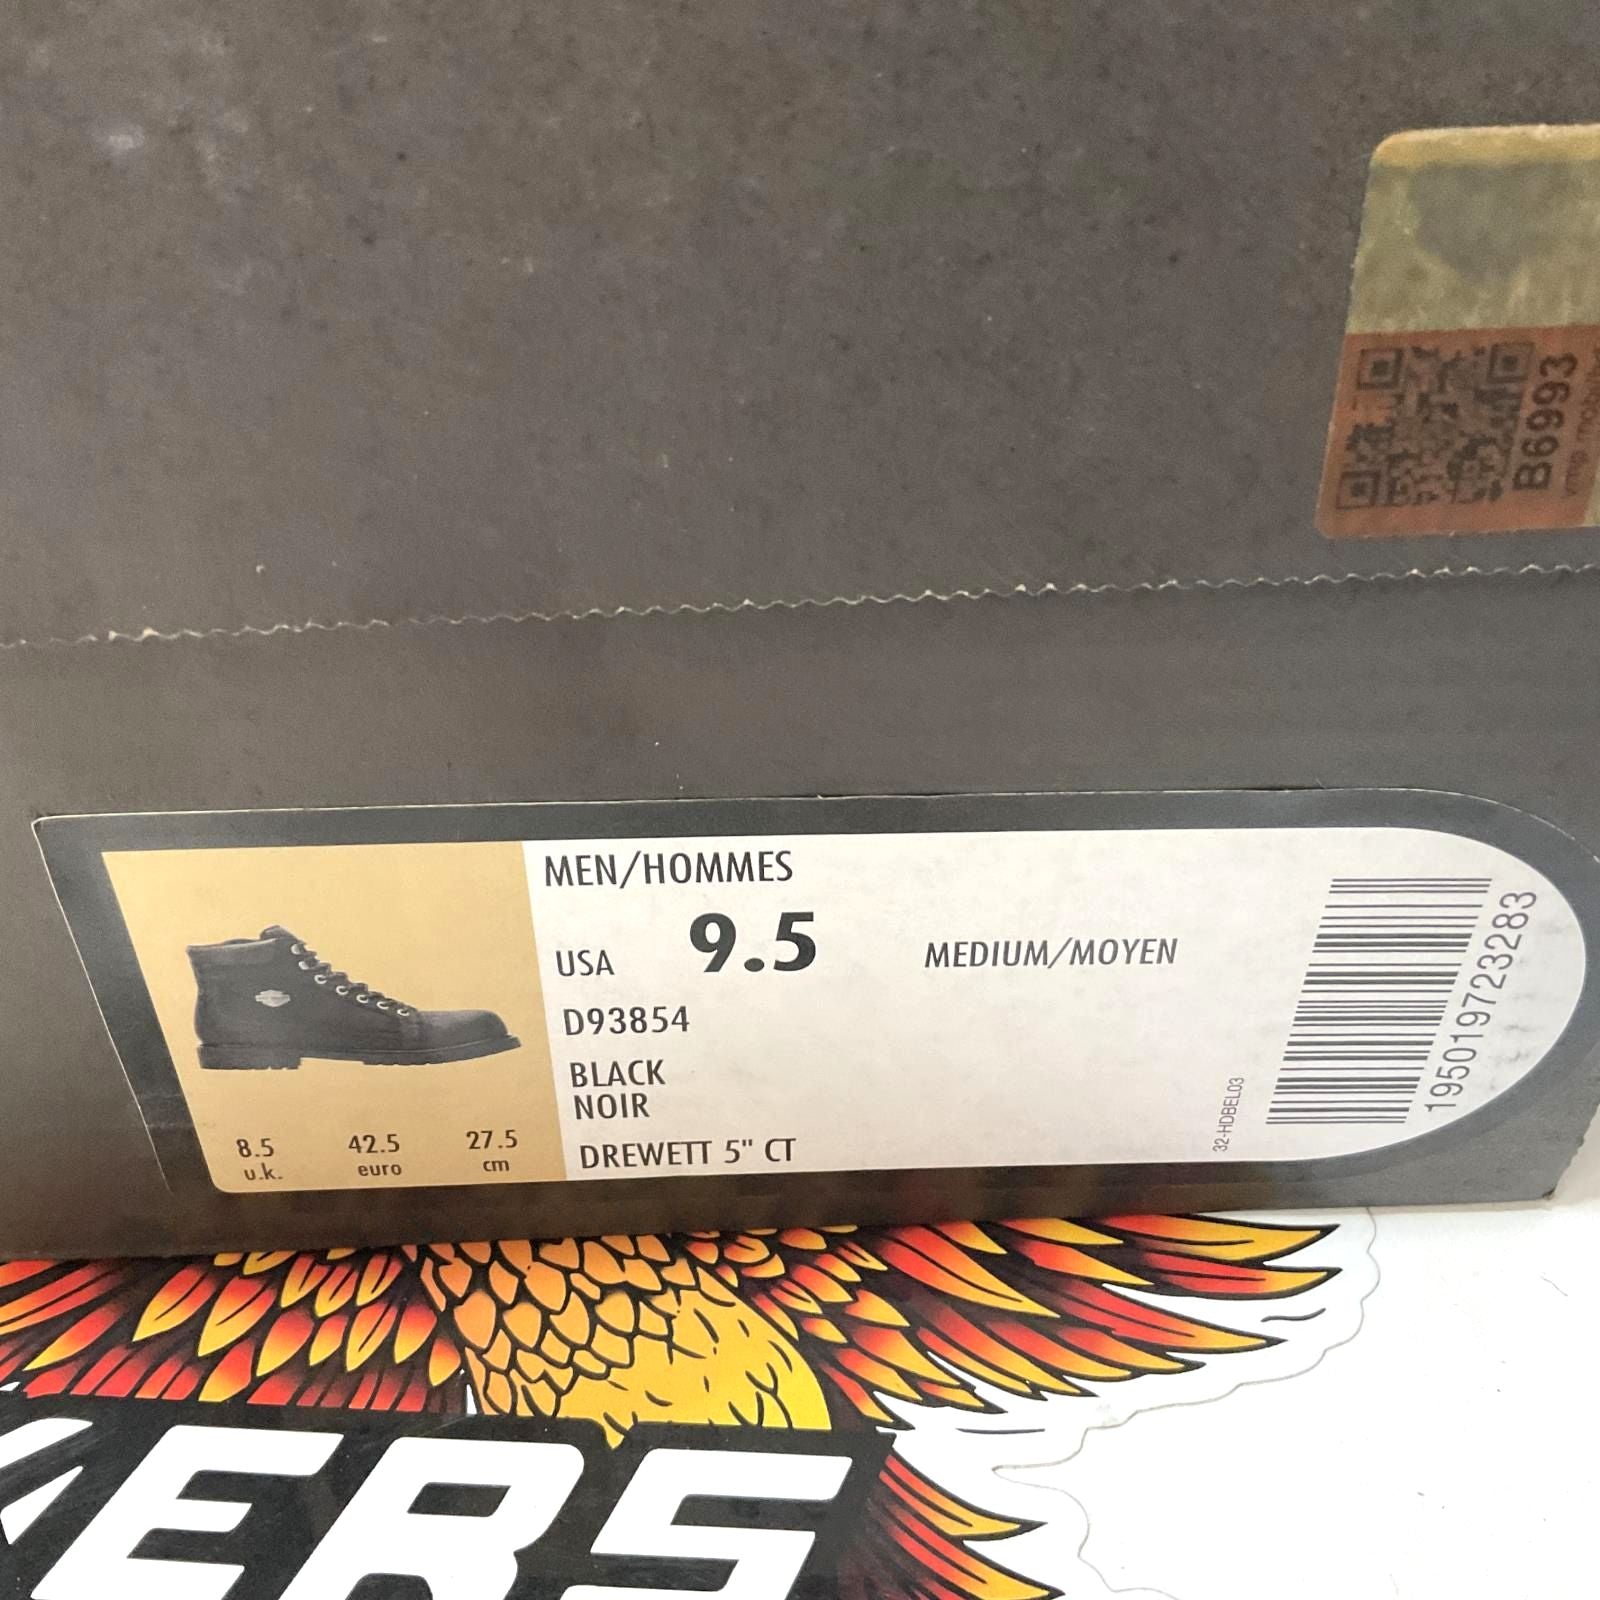 B6993
MEN/HOMMES
USA 9.5 MEDIUM/MOYEN
D93854
BLACK
NOIR
DREWETT 5" CT
8.5 42.5 27.5
u.k. euro cm
32-HDBEL03
195019723283
KERS